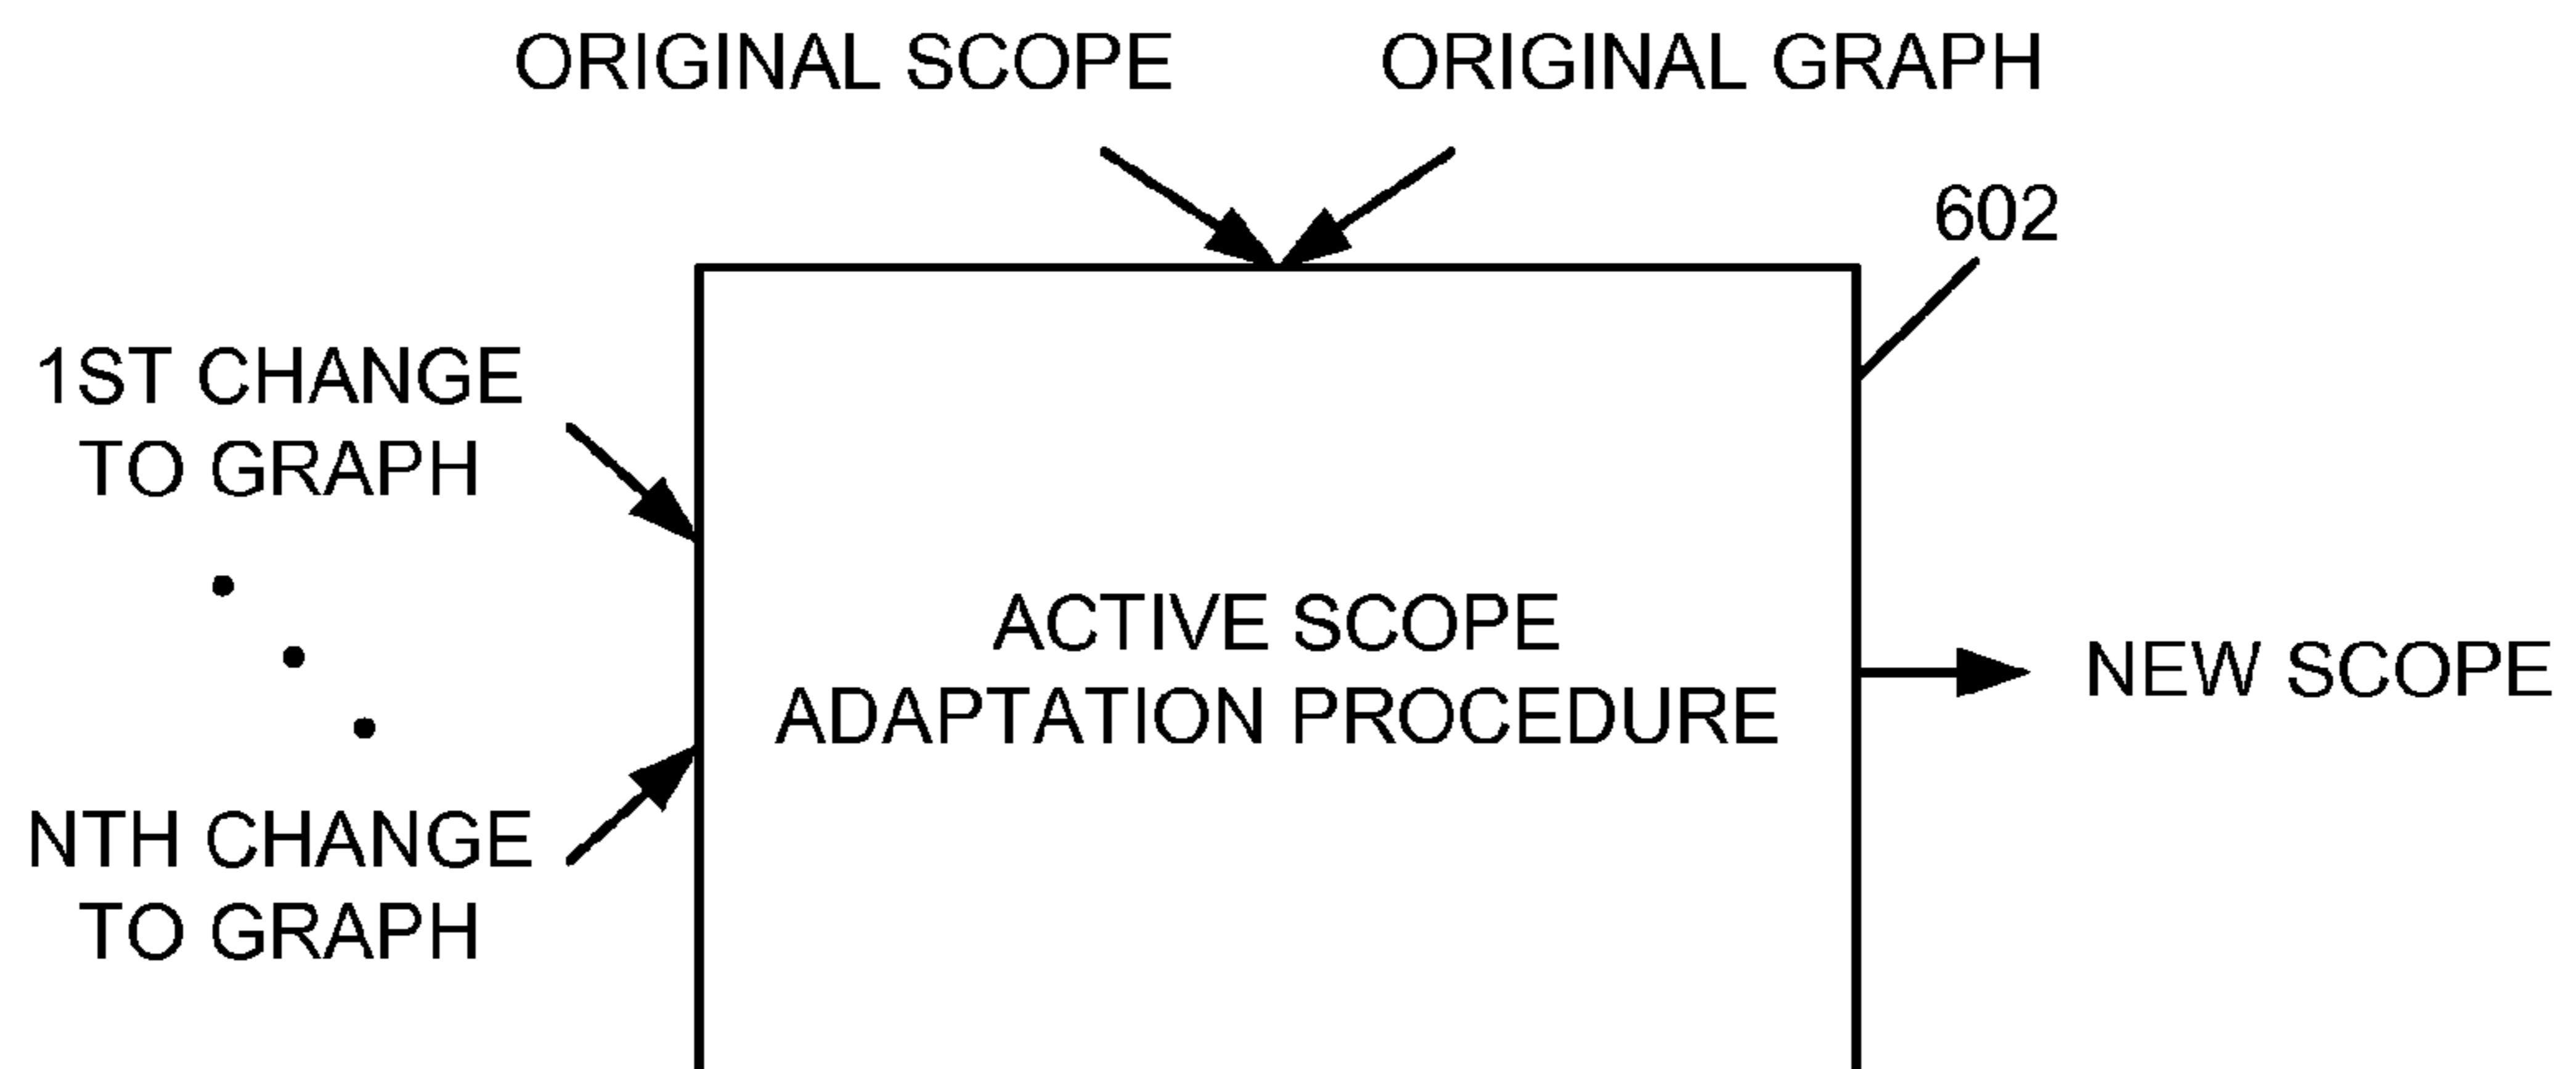 ORIGINAL SCOPE
ORIGINAL GRAPH
602
1ST CHANGE
TO GRAPH
ACTIVE SCOPE
ADAPTATION PROCEDURE
NEW SCOPE
NTH CHANGE
TO GRAPH